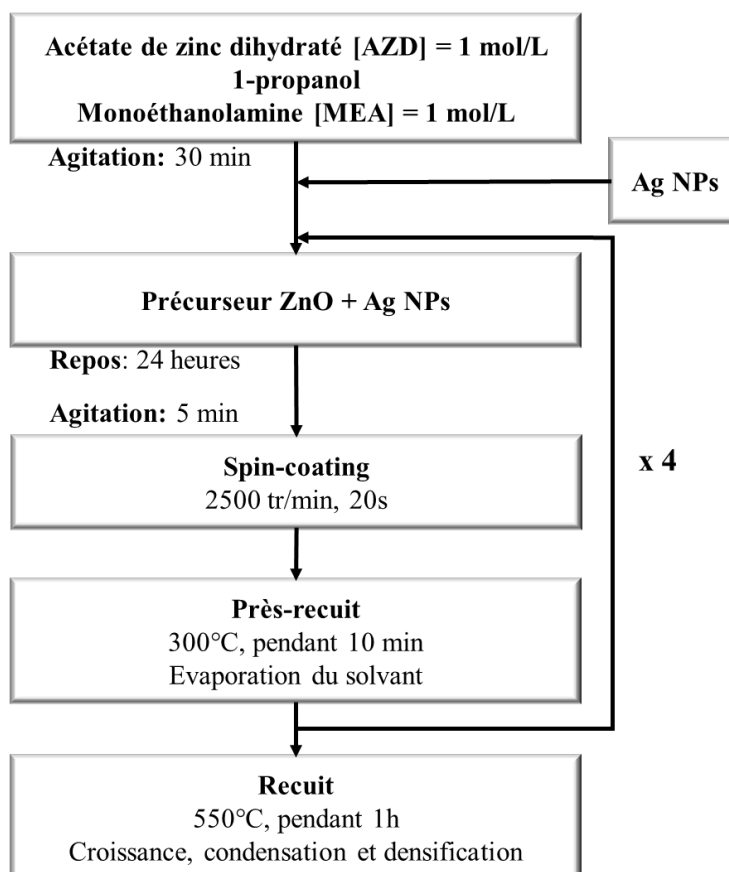 Acétate de zinc dihydraté [AZD] = 1 mol/L
1-propanol
Monoéthanolamine [MEA] = 1 mol/L
Agitation: 30 min
Ag NPs
Précurseur ZnO + Ag NPs
Repos: 24 heures
Agitation: 5 min
Spin-coating
2500 tr/min, 20s
x 4
Près-recuit
300°C, pendant 10 min
Evaporation du solvant
Recuit
550°C, pendant 1h
Croissance, condensation et densification